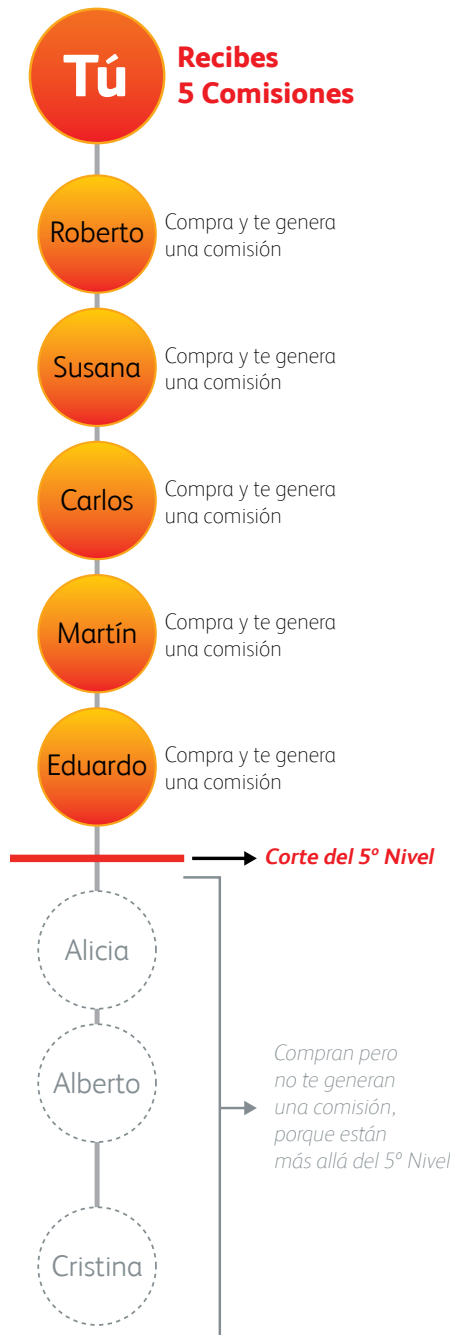 Tú
Recibes
5 Comisiones
Roberto
Compra y te genera
una comisión
Susana
Compra y te genera
una comisión
Carlos
Compra y te genera
una comisión
Martín
Compra y te genera
una comisión
Eduardo
Compra y te genera
una comisión
Corte del 5º Nivel
Alicia
Alberto
Compran pero
no te generan
una comisión,
porque están
más allá del 5º Nivel
Cristina